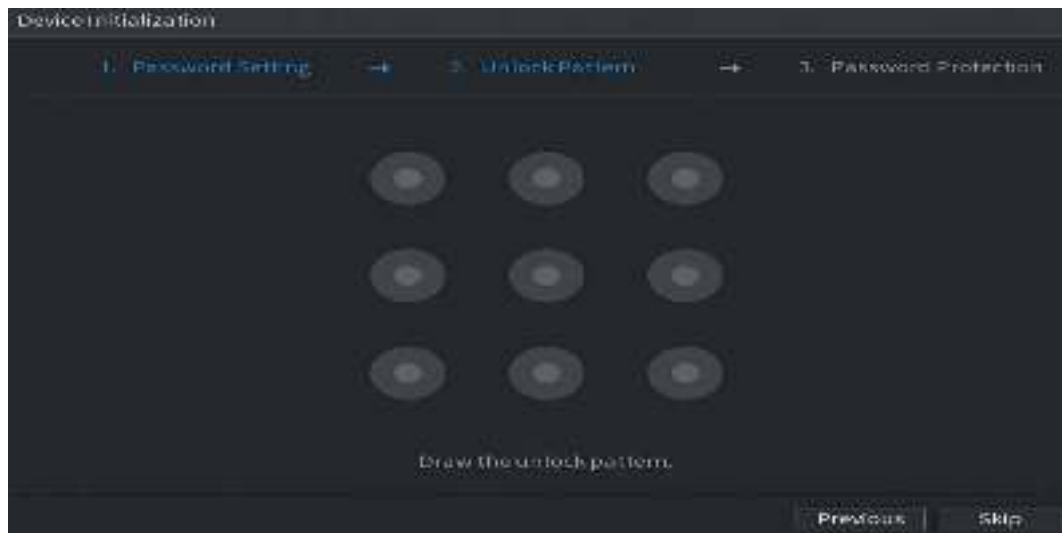 Device Initialization
1. Password Setting → 2. Unlock Pattern → 3. Password Protection
Draw the unlock pattern.
Previous Skip